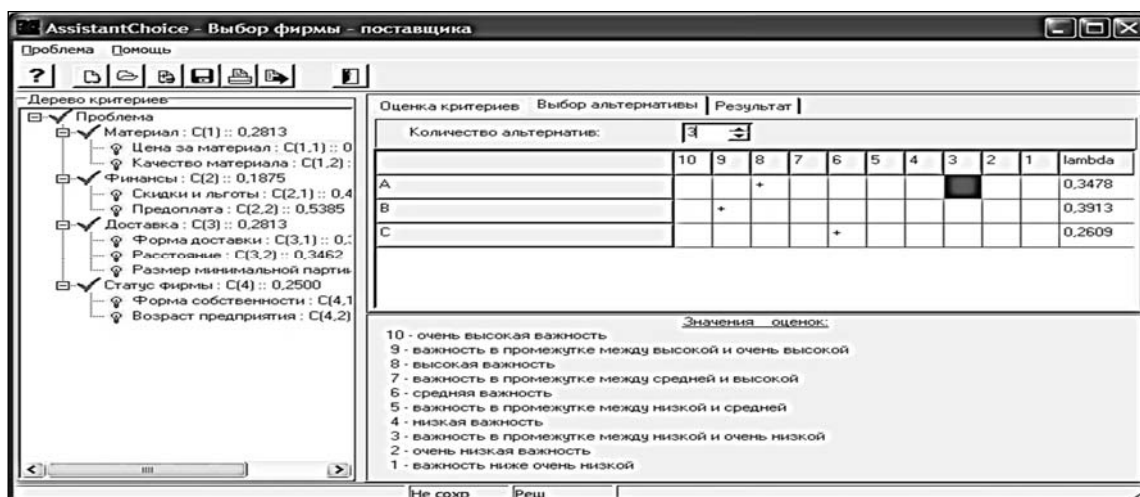 AssistantChoice - Выбор фирмы - поставщика
Проблема Помощь
?
Дерево критериев
Проблема
Материал : C(1) :: 0,2813
Цена за материал : C(1,1) :: 0
Качество материала : C(1,2) :
Финансы : C(2) :: 0,1875
Скидки и льготы : C(2,1) :: 0,4
Предоплата : C(2,2) :: 0,5385
Доставка : C(3) :: 0,2813
Форма доставки : C(3,1) :: 0,
Расстояние : C(3,2) :: 0,3462
Размер минимальной
Статус фирмы : C(4) :: 0,2500
Форма собственности : C(4,1
Возраст предприятия : C(4,2)
Оценка критериев Выбор альтернативы Результат
Количество альтернатив: 3
10 9 8 7 6 5 4 3 2 1 lambda
A + 0,3478
B + 0,3913
C + 0,2609
Значения оценок:
10 - очень высокая важность
9 - важность в промежутке между высокой и очень высокой
8 - высокая важность
7 - важность в промежутке между средней и высокой
6 - средняя важность
5 - важность в промежутке между низкой и средней
4 - низкая важность
3 - важность в промежутке между низкой и очень низкой
2 - очень низкая важность
1 - важность ниже очень низкой
Не сохр Реш